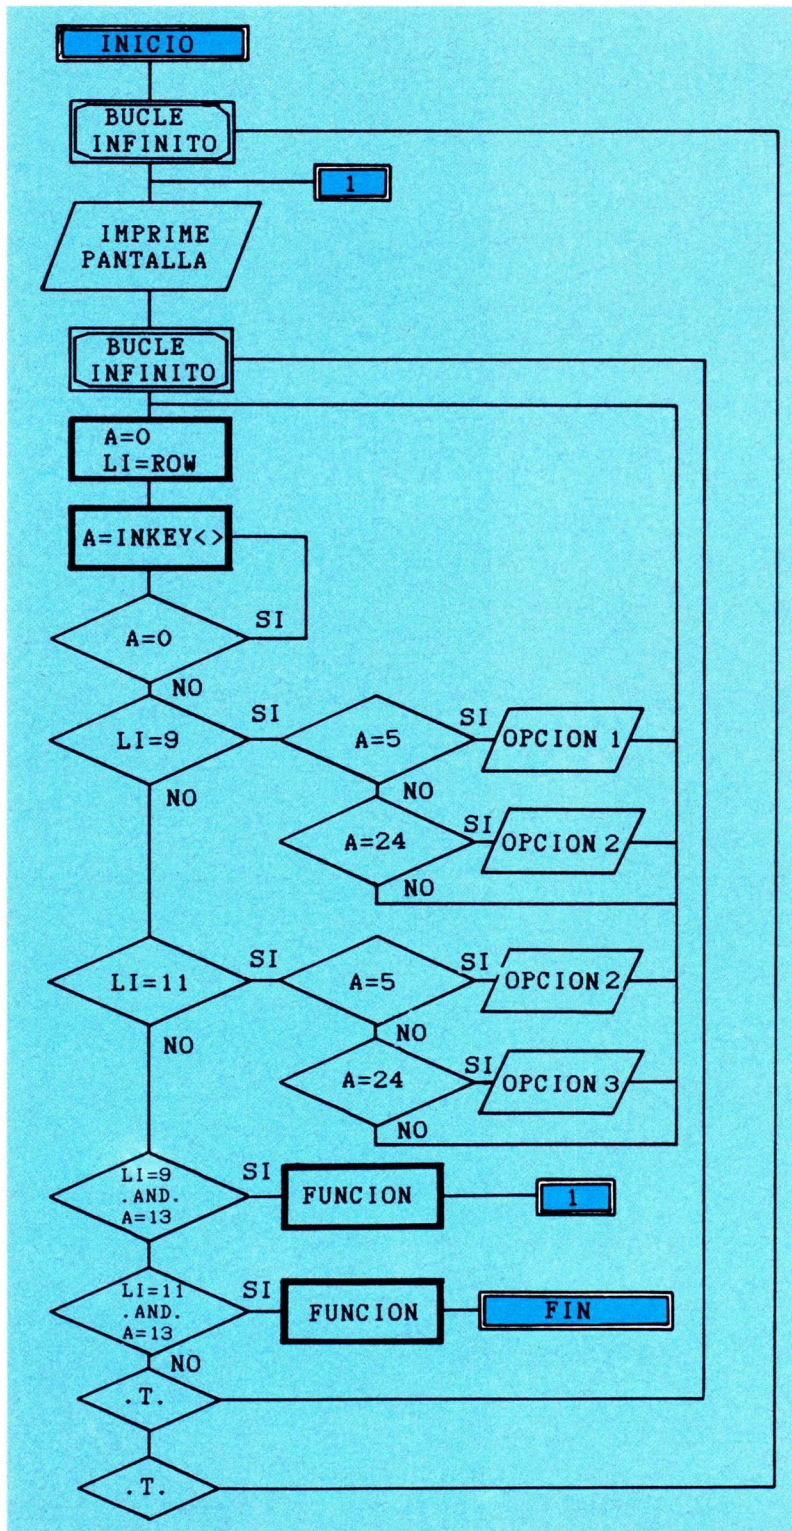 INICIO
BUCLE
INFINITO
1
IMPRIME
PANTALLA
BUCLE
INFINITO
A=0
LI=ROW
A=INKEY<>
A=0
SI
NO
LI=9
SI
A=5
SI
OPCION 1
NO
NO
A=24
SI
OPCION 2
NO
LI=11
SI
A=5
SI
OPCION 2
NO
NO
A=24
SI
OPCION 3
NO
LI=9
.AND.
A=13
SI
FUNCION
1
LI=11
.AND.
A=13
SI
FUNCION
FIN
NO
.T.
.T.